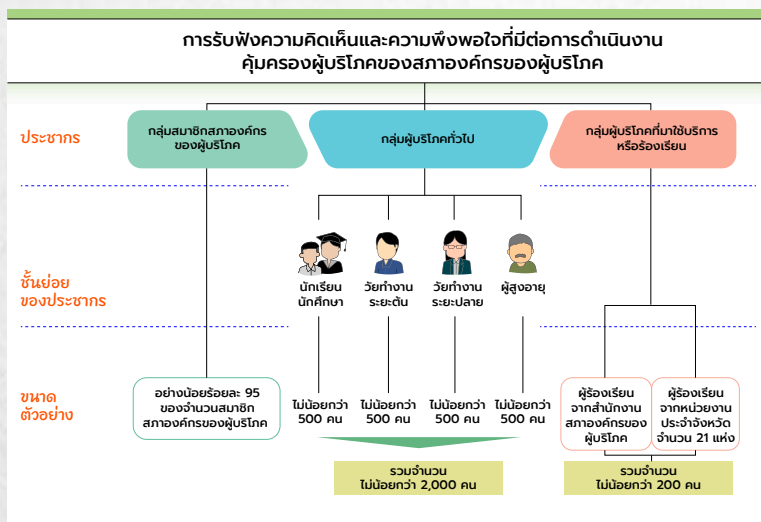 การรับฟังความคิดเห็นและความพึงพอใจที่มีต่อการดำเนินงาน
คุ้มครองผู้บริโภคของสภาองค์กรของผู้บริโภค
ประชากร
กลุ่มสมาชิกสภาองค์กร
ของผู้บริโภค
กลุ่มผู้บริโภคทั่วไป
กลุ่มผู้บริโภคที่มาใช้บริการ
หรือร้องเรียน
ชั้นย่อย
ของประชากร
นักเรียน
นักศึกษา
วัยทำงาน
ระยะต้น
วัยทำงาน
ระยะปลาย
ผู้สูงอายุ
ขนาด
ตัวอย่าง
อย่างน้อยร้อยละ 95
ของจำนวนสมาชิก
สภาองค์กรของผู้บริโภค
ไม่น้อยกว่า
500 คน
ไม่น้อยกว่า
500 คน
ไม่น้อยกว่า
500 คน
ไม่น้อยกว่า
500 คน
ผู้ร้องเรียน
จากสำนักงาน
สภาองค์กรของ
ผู้บริโภค
ผู้ร้องเรียน
จากหน่วยงาน
ประจำจังหวัด
จำนวน 21 แห่ง
รวมจำนวน
ไม่น้อยกว่า 2,000 คน
รวมจำนวน
ไม่น้อยกว่า 200 คน